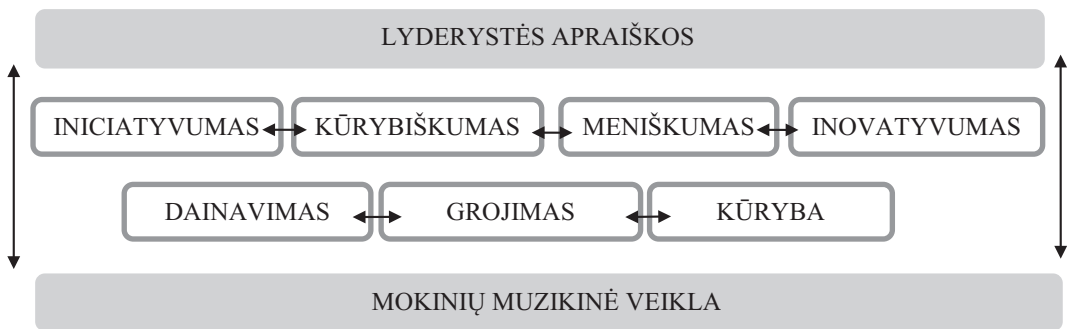 LYDERYSTĖS APRAIŠKOS
INICIATYVUMAS KŪRYBIŠKUMAS MENIŠKUMAS INOVATYVUMAS
DAINAVIMAS GROJIMAS KŪRYBA
MOKINIŲ MUZIKINĖ VEIKLA